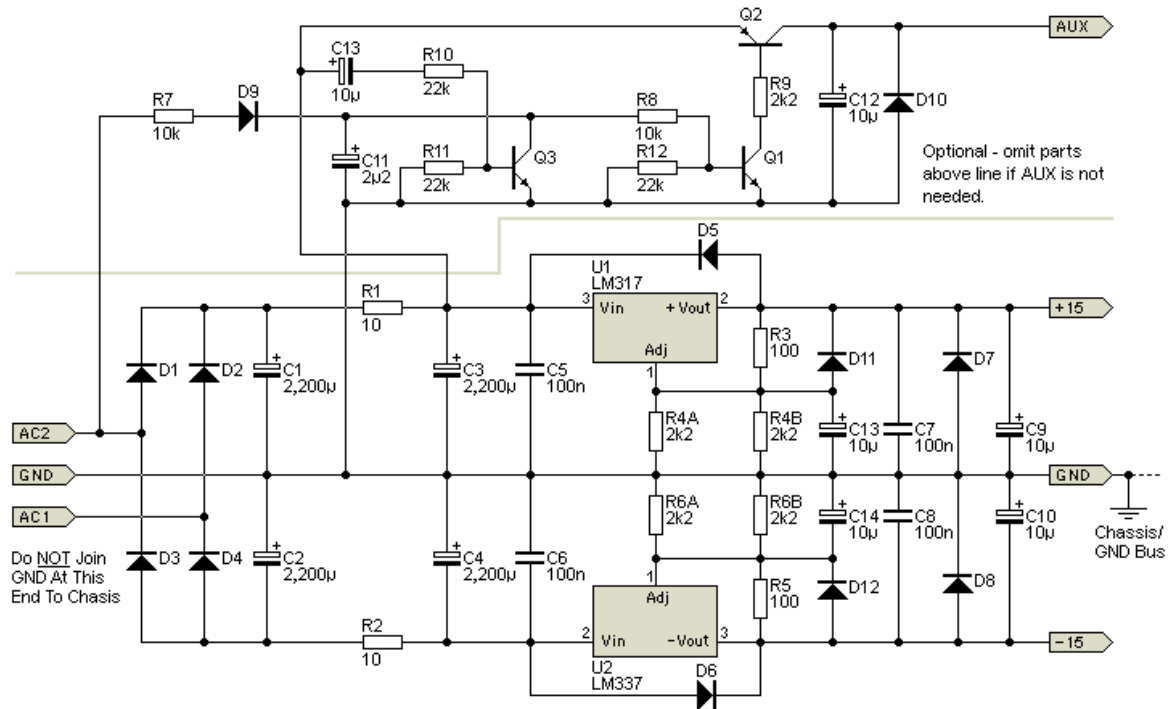 Q2
AUX
C13
+
10µ
R10
22k
R9
2k2
+
C12
10µ
D10
R7
10k
D9
R8
10k
+
C11
2µ2
R11
22k
Q3
R12
22k
Q1
Optional - omit parts
above line if AUX is not
needed.
D5
U1
LM317
R1
10
3
Vin
+Vout
2
+15
Adj
1
R3
100
D1
D2
+
C1
2,200µ
+
C3
2,200µ
C5
100n
D11
D7
R4A
2k2
R4B
2k2
+
C13
10µ
C7
100n
+
C9
10µ
AC2
GND
GND
AC1
R6A
2k2
R6B
2k2
+
C14
10µ
C8
100n
+
C10
10µ
Chassis/
GND Bus
Do NOT Join
GND At This
End To Chasis
D3
D4
+
C2
2,200µ
+
C4
2,200µ
C6
100n
1
Adj
R5
100
D12
D8
R2
10
2
Vin
-Vout
3
-15
U2
LM337
D6